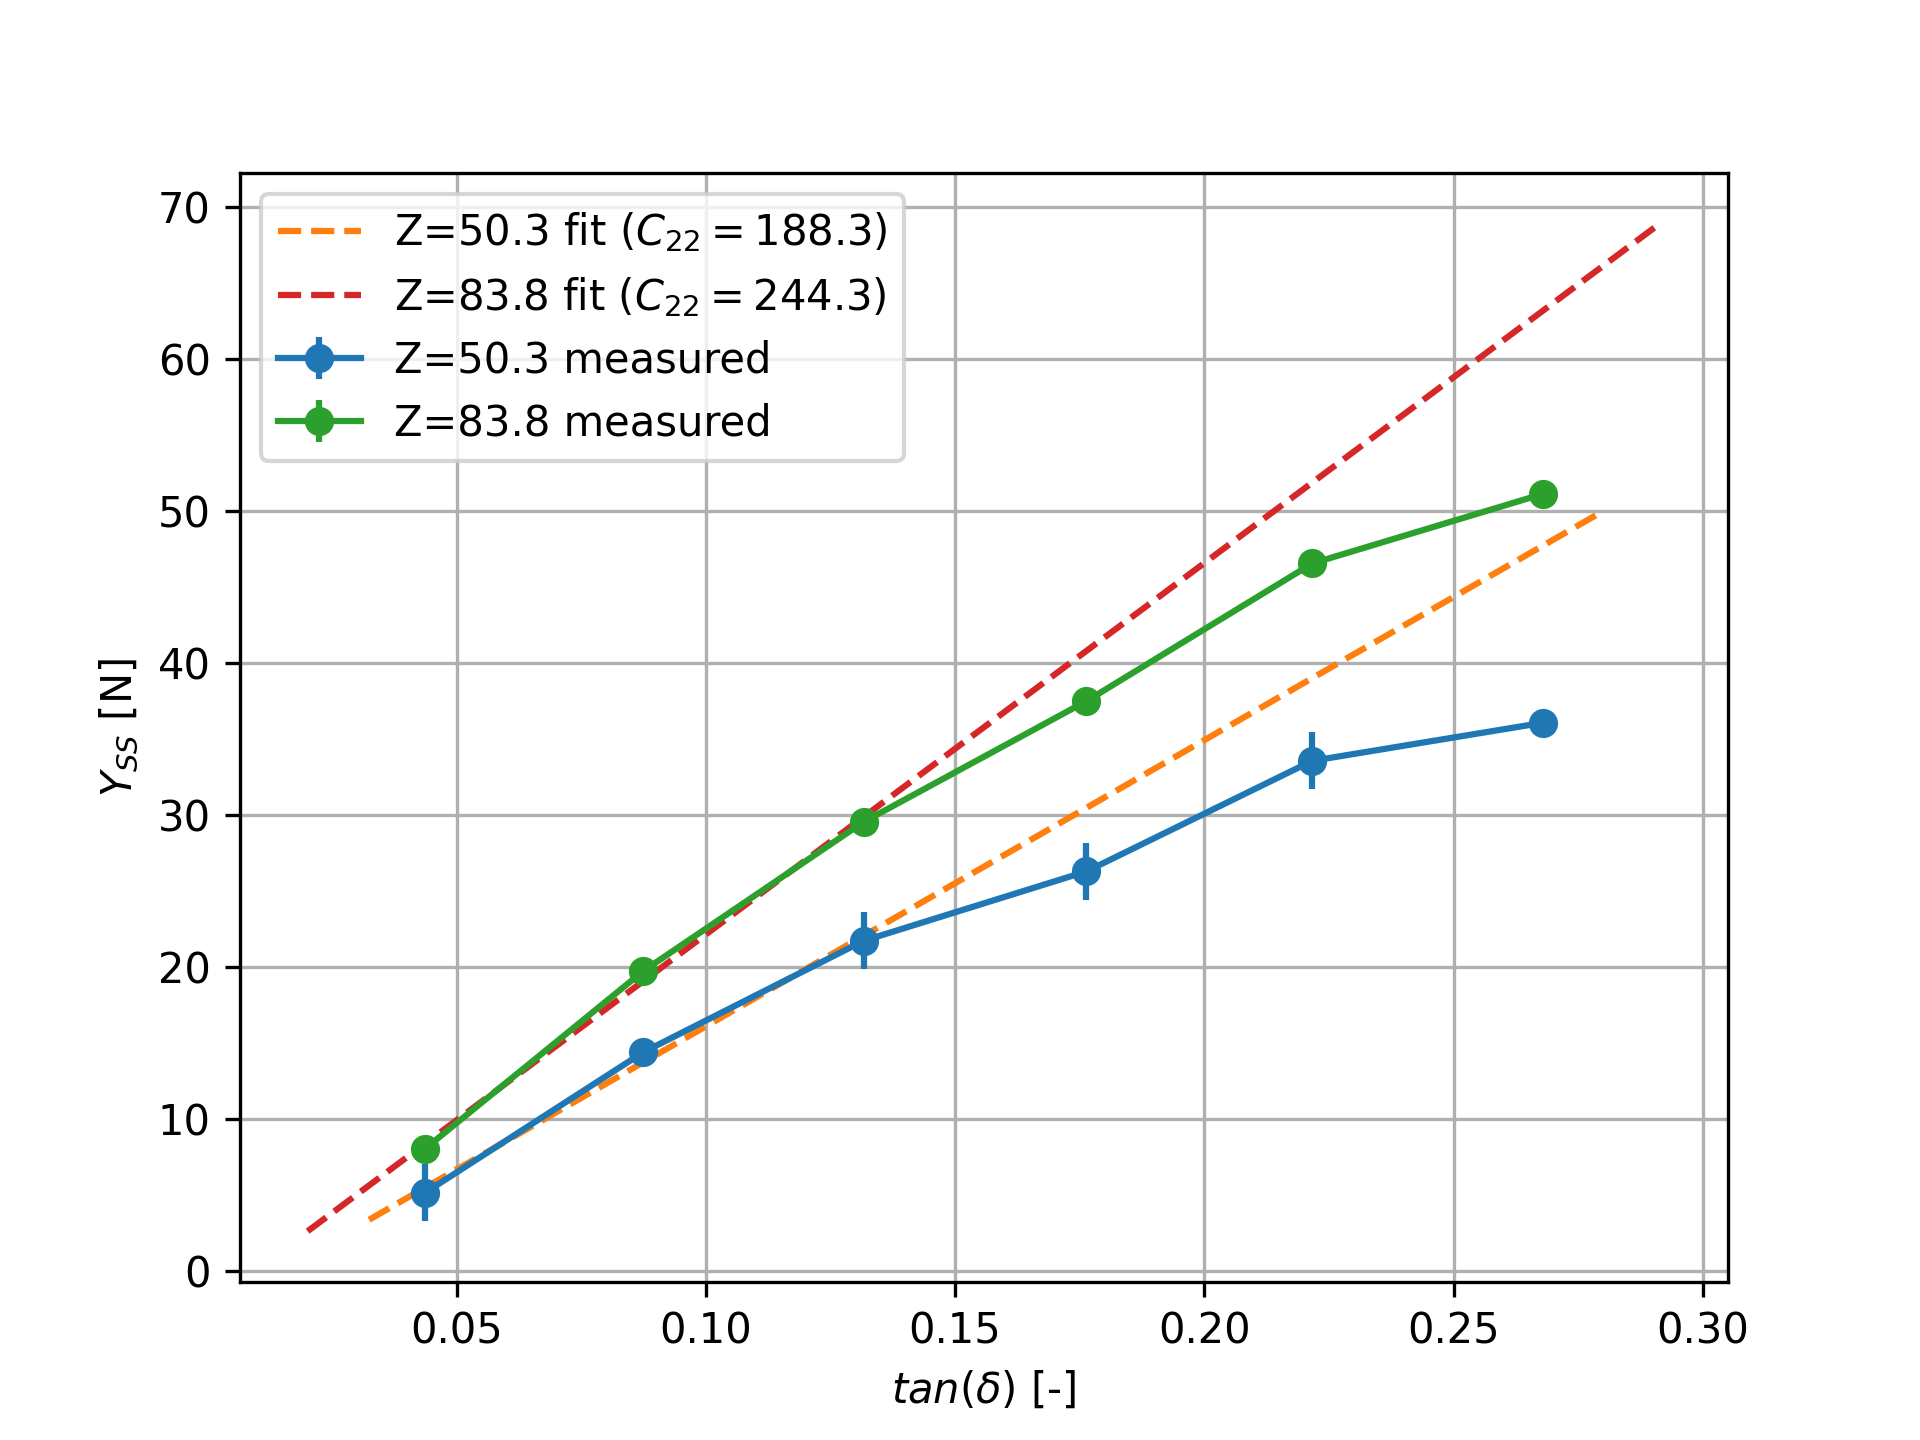 Z=50.3 fit (C₂₂ = 188.3)
Z=83.8 fit (C₂₂ = 244.3)
Z=50.3 measured
Z=83.8 measured
70
60
50
40
30
20
10
0
Y_SS [N]
0.05 0.10 0.15 0.20 0.25 0.30
tan(δ) [-]